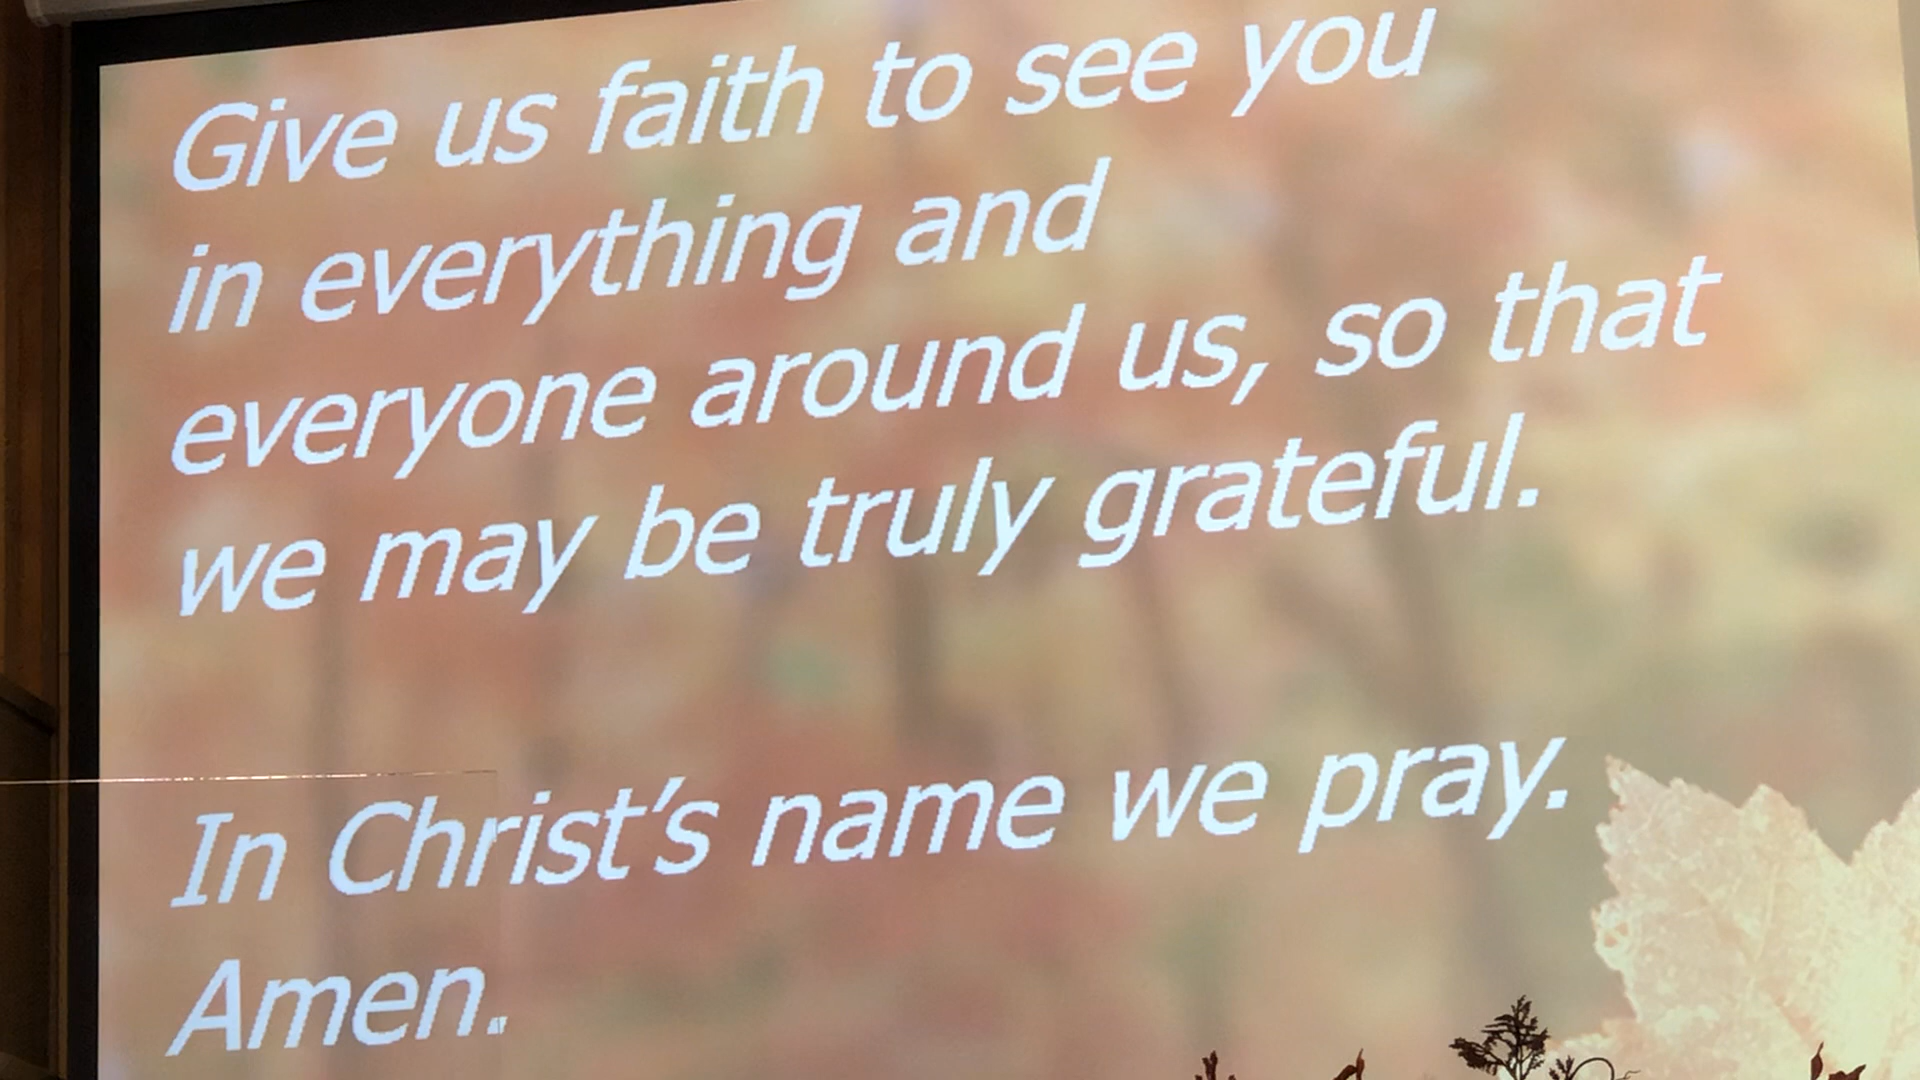 Give us faith to see you
in everything and
everyone around us, so that
we may be truly grateful.
In Christ’s name we pray.
Amen.